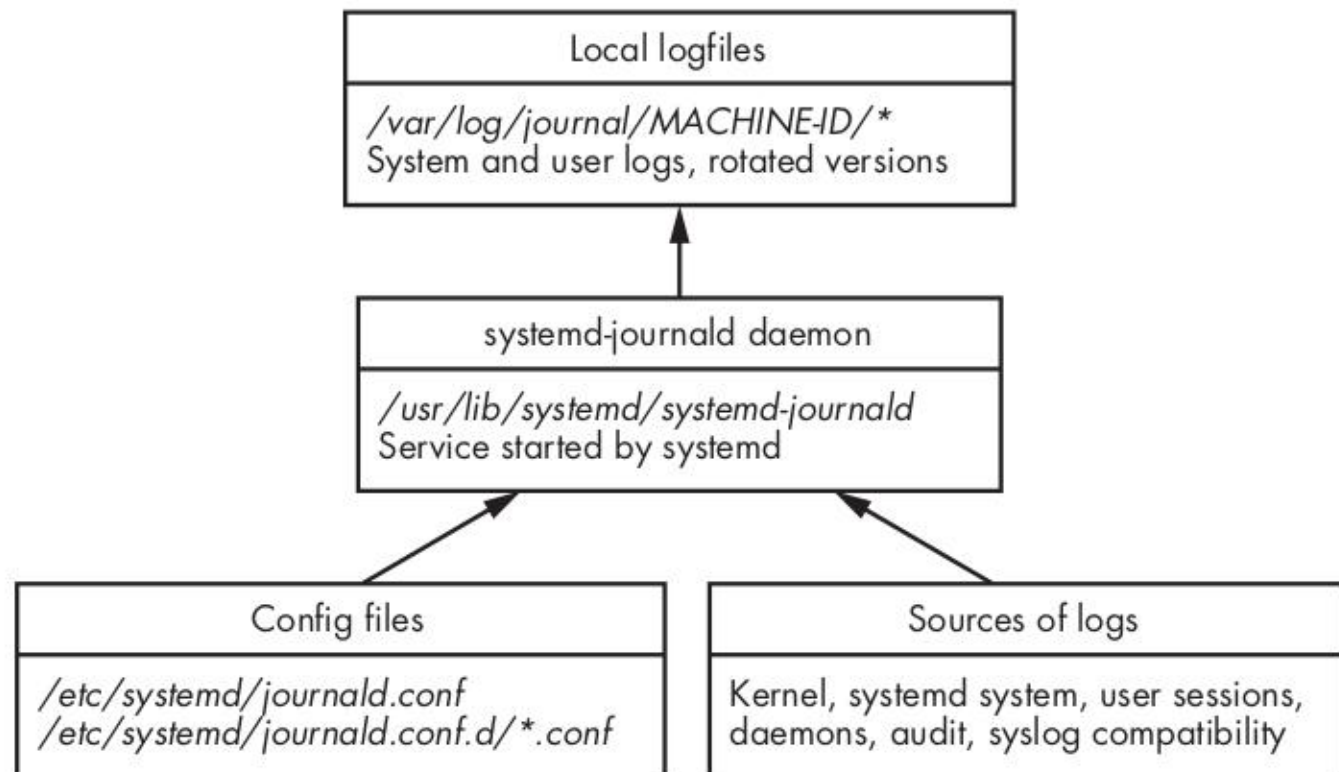 Local logfiles
/var/log/journal/MACHINE-ID/*
System and user logs, rotated versions
systemd-journald daemon
/usr/lib/systemd/systemd-journald
Service started by systemd
Config files
/etc/systemd/journald.conf
/etc/systemd/journald.conf.d/*.conf
Sources of logs
Kernel, systemd system, user sessions,
daemons, audit, syslog compatibility